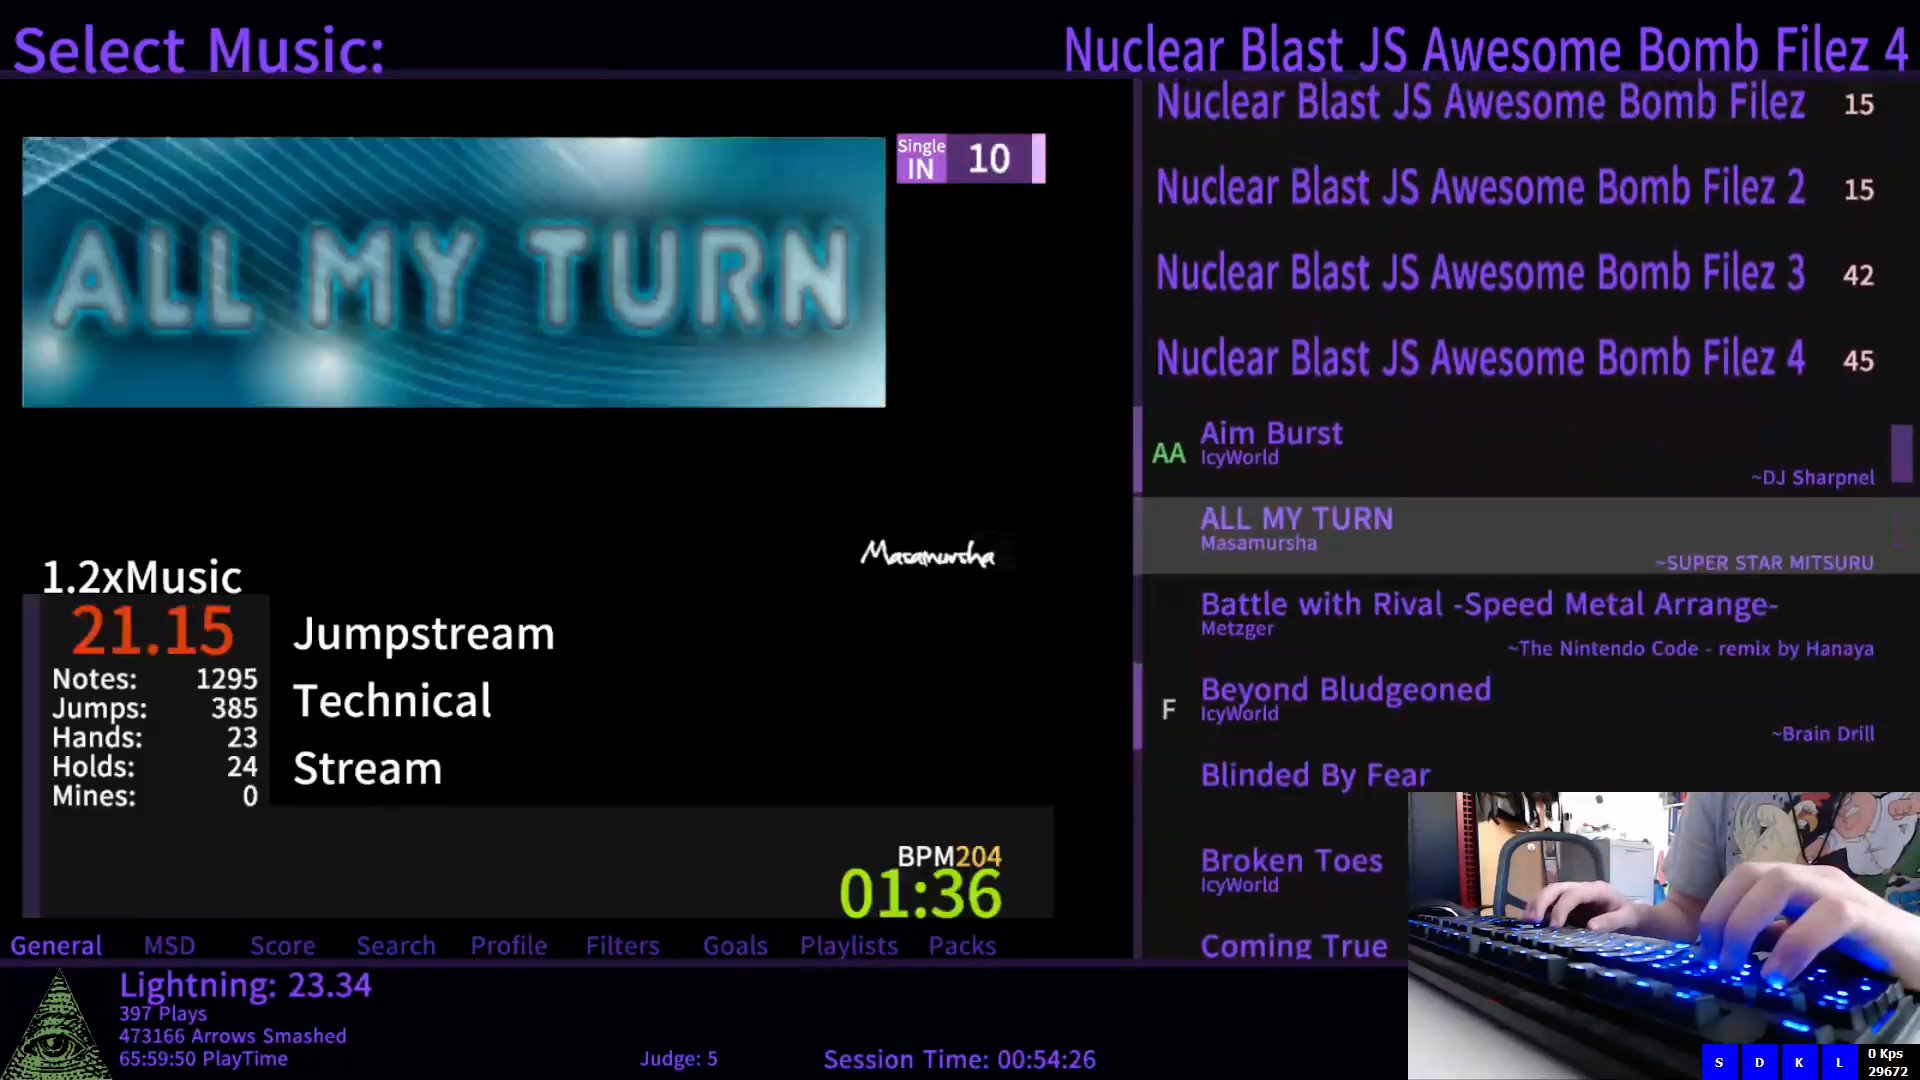 Select Music:
Nuclear Blast JS Awesome Bomb Filez 4
ALL MY TURN
Single
IN
10
Masamursha
1.2xMusic
21.15
Notes: 1295
Jumps: 385
Hands: 23
Holds: 24
Mines: 0
Jumpstream
Technical
Stream
BPM204
01:36
Nuclear Blast JS Awesome Bomb Filez 15
Nuclear Blast JS Awesome Bomb Filez 2 15
Nuclear Blast JS Awesome Bomb Filez 3 42
Nuclear Blast JS Awesome Bomb Filez 4 45
AA
Aim Burst
IcyWorld
~DJ Sharpnel
ALL MY TURN
Masamursha
~SUPER STAR MITSURU
Battle with Rival -Speed Metal Arrange-
Metzger
~The Nintendo Code - remix by Hanaya
F
Beyond Bludgeoned
IcyWorld
~Brain Drill
Blinded By Fear
Broken Toes
IcyWorld
Coming True
General MSD Score Search Profile Filters Goals Playlists Packs
Lightning: 23.34
397 Plays
473166 Arrows Smashed
65:59:50 PlayTime
Judge: 5
Session Time: 00:54:26
S D K L
0 Kps
29672